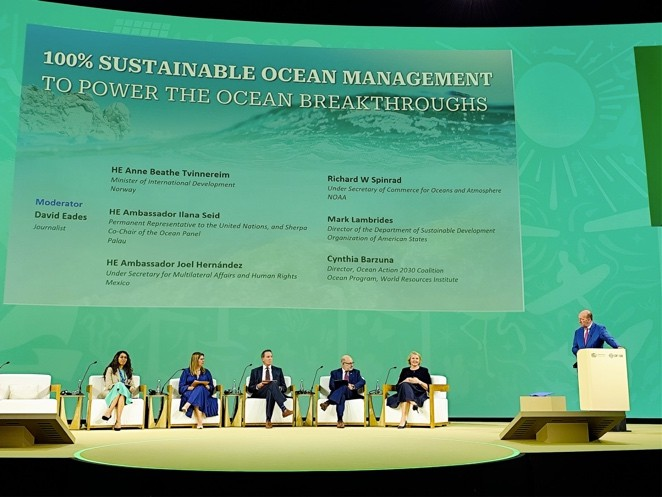 100% SUSTAINABLE OCEAN MANAGEMENT
TO POWER THE OCEAN BREAKTHROUGHS
Moderator
David Eades
Journalist
HE Anne Beathe Tvinnereim
Minister of International Development
Norway
HE Ambassador Ilana Seid
Permanent Representative to the United Nations, and Sherpa
Co-Chair of the Ocean Panel
Palau
HE Ambassador Joel Hernández
Under Secretary for Multilateral Affairs and Human Rights
Mexico
Richard W Spinrad
Under Secretary of Commerce for Oceans and Atmosphere
NOAA
Mark Lambrides
Director of the Department of Sustainable Development
Organization of American States
Cynthia Barzuna
Director, Ocean Action 2030 Coalition
Ocean Program, World Resources Institute